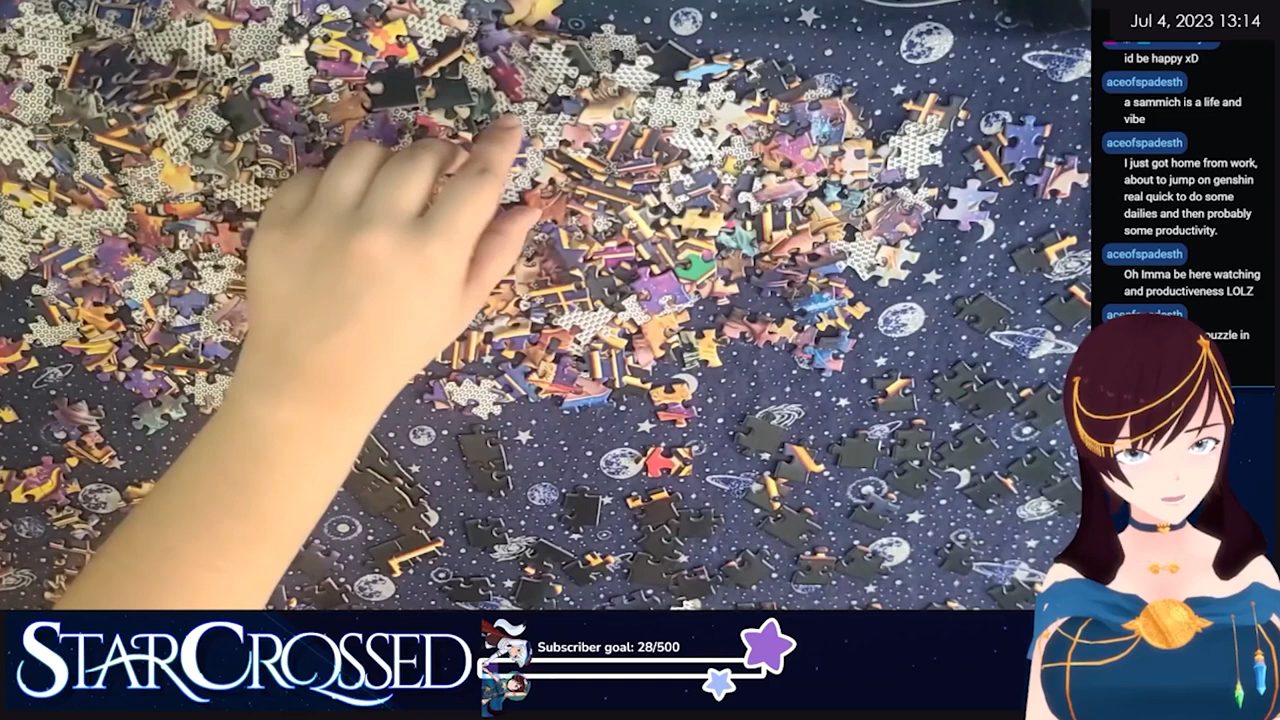 Jul 4, 2023 13:14
id be happy xD
aceofspadesth
a sammich is a life and
vibe
aceofspadesth
I just got home from work,
about to jump on genshin
real quick to do some
dailies and then probably
some productivity.
aceofspadesth
Oh Imma be here watching
and productiveness LOLZ
puzzle in
STARCROSSED
Subscriber goal: 28/500